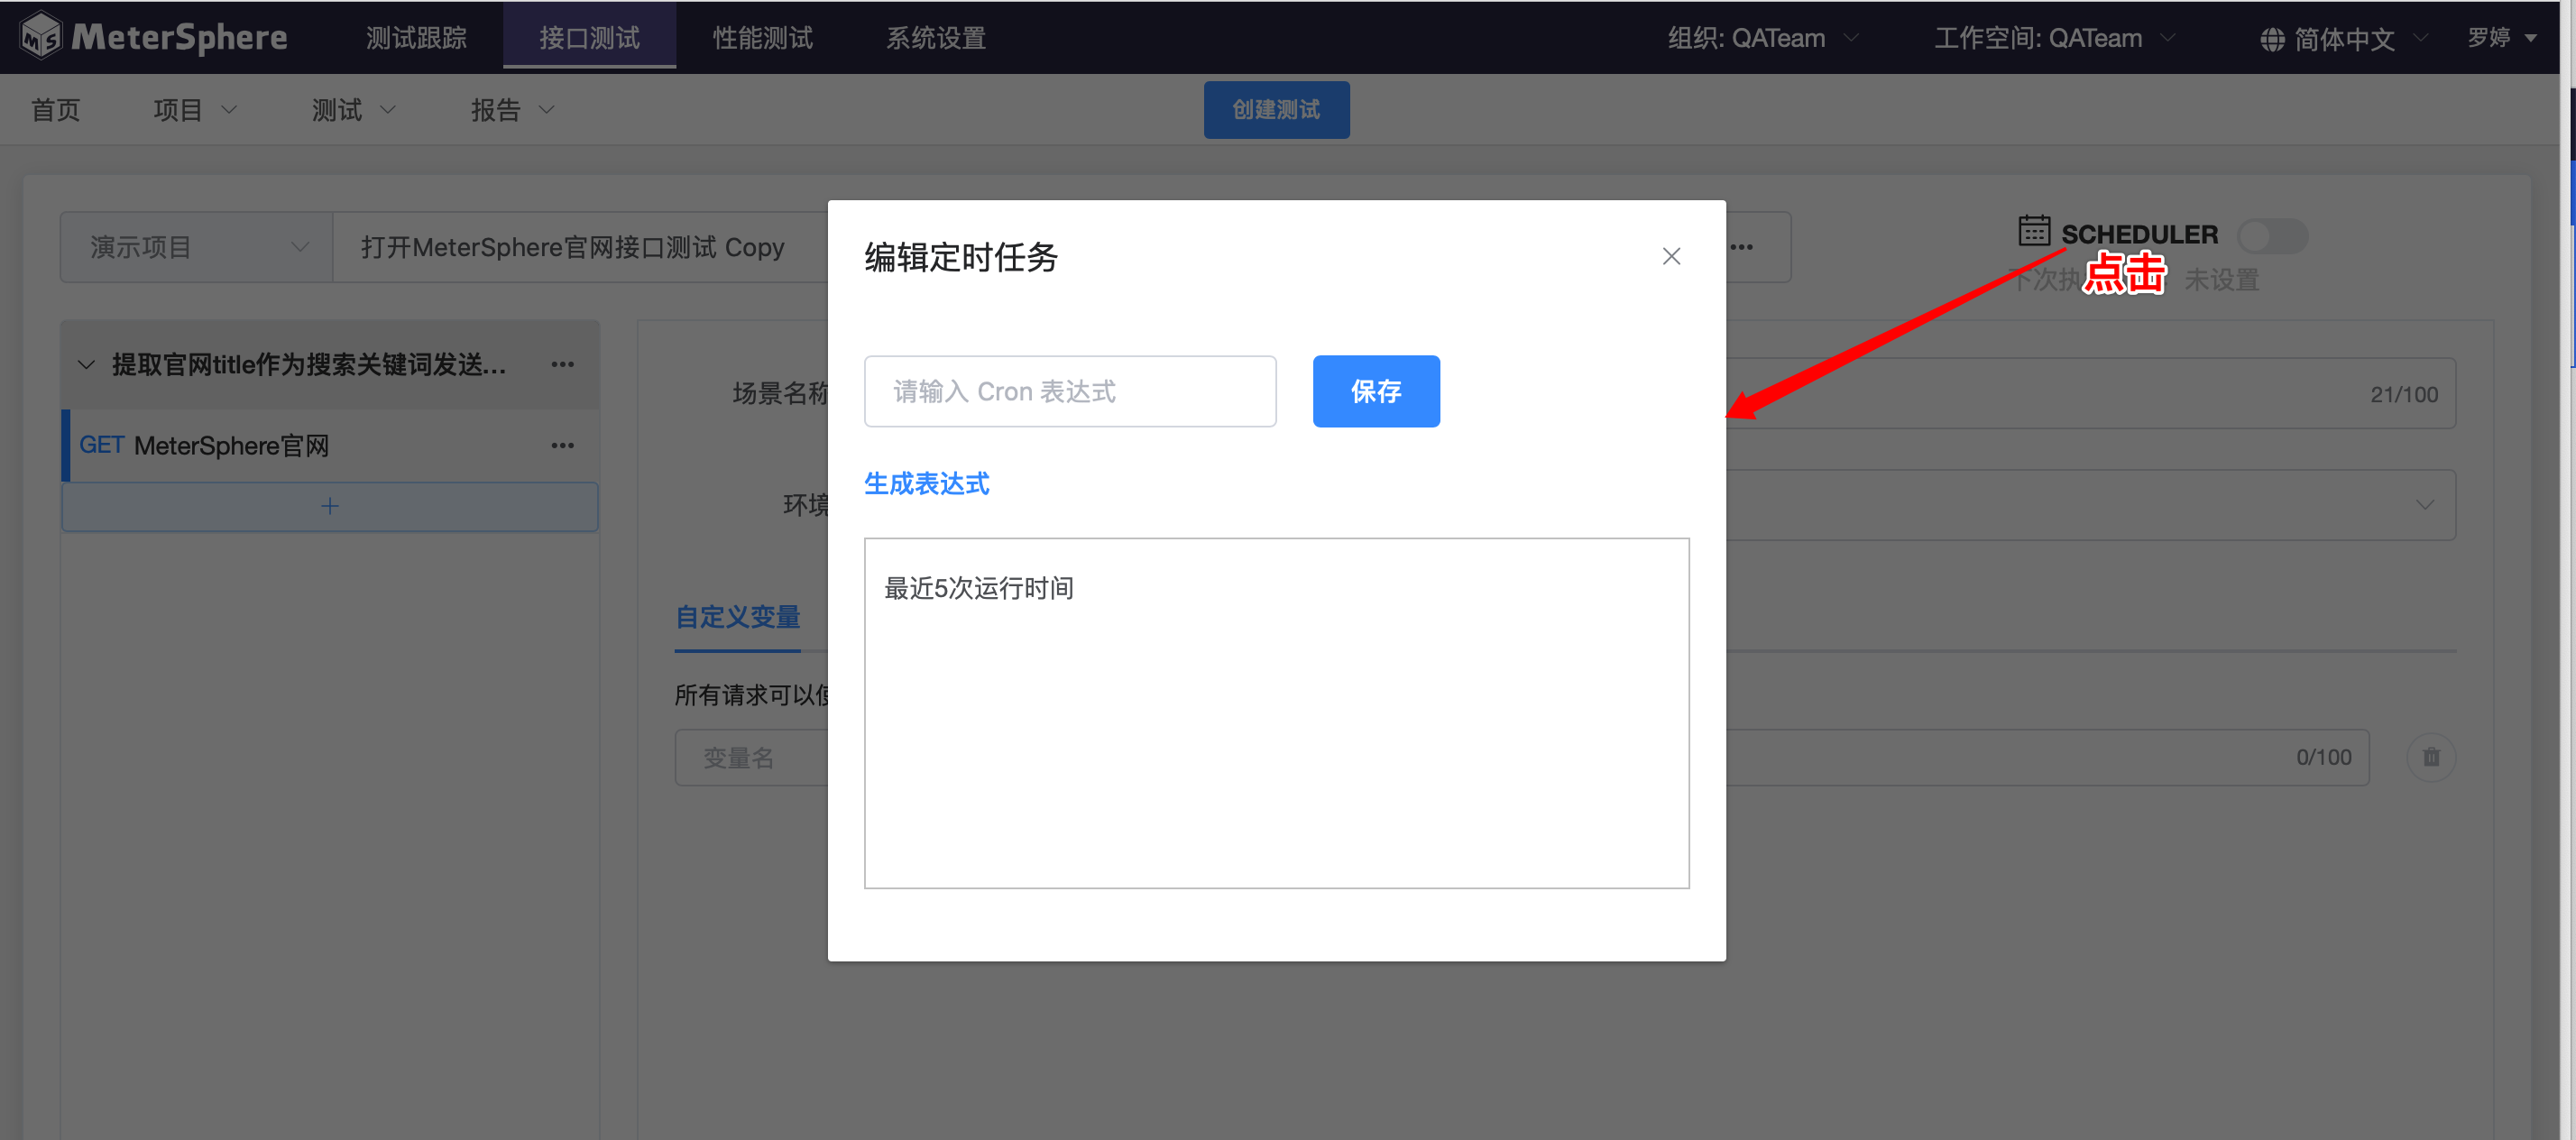 MeterSphere 测试跟踪 接口测试 性能测试 系统设置 组织: QATeam 工作空间: QATeam 简体中文 罗婷
首页 项目 测试 报告 创建测试
演示项目 打开MeterSphere官网接口测试 Copy ••• SCHEDULER
编辑定时任务
点击
下次执 未设置
提取官网title作为搜索关键词发送... •••
场景名称
请输入 Cron 表达式 保存
21/100
GET MeterSphere官网 •••
生成表达式
+
环境
最近5次运行时间
自定义变量
所有请求可以使
变量名 0/100